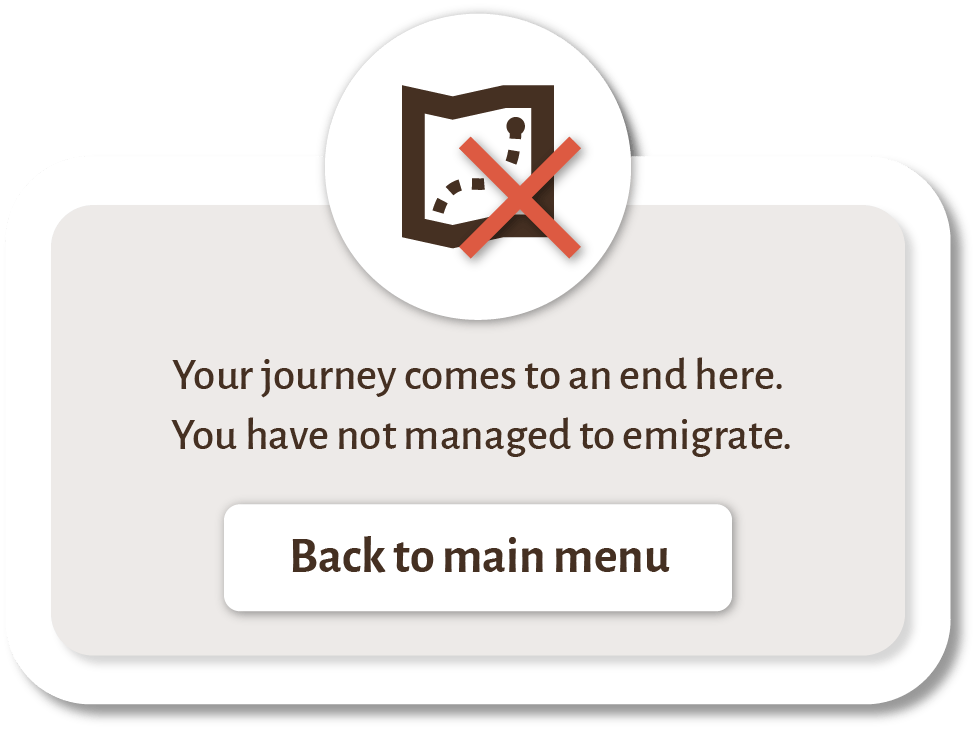 Your journey comes to an end here.
You have not managed to emigrate.
Back to main menu